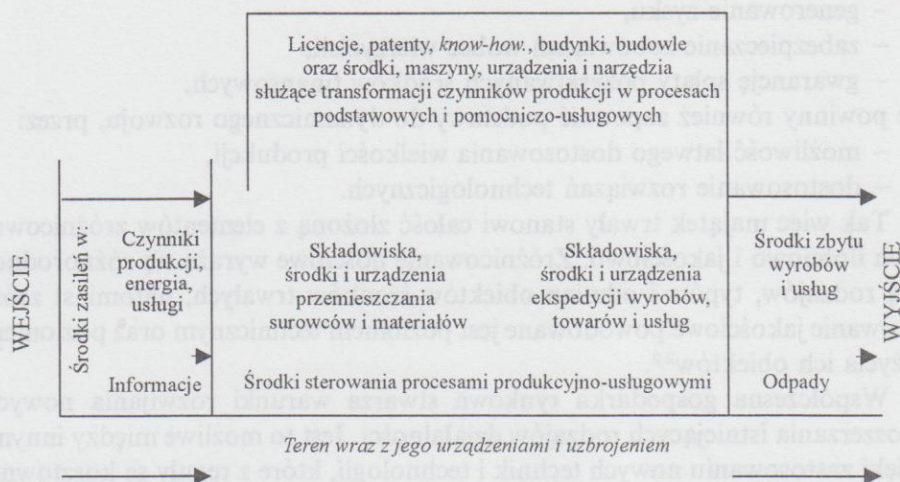 Licencje, patenty, know-how , budynki, budowle
oraz środki, maszyny, urządzenia i narzędzia
służące transformacji czynników produkcji w procesach
podstawowych i pomocniczo-usługowych
WEJŚCIE
Środki zasileń w
Czynniki
produkcji,
energia,
usługi
Informacje
Składowiska,
środki i urządzenia
przemieszczania
surowców i materiałów
Składowiska,
środki i urządzenia
ekspedycji wyrobów,
towarów i usług
Środki sterowania procesami produkcyjno-usługowymi
Środki zbytu
wyrobów
i usług
Odpady
WYJŚCIE
Teren wraz z jego urządzeniami i uzbrojeniem